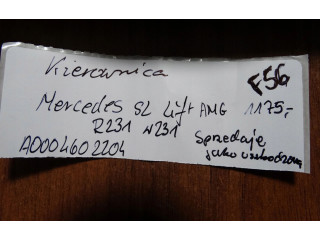 Kierownica
F56
Mercedes SL Lift AMG 1175,-
R231 W231
A0004602204
Sprzedaję
jako uszkodzoną